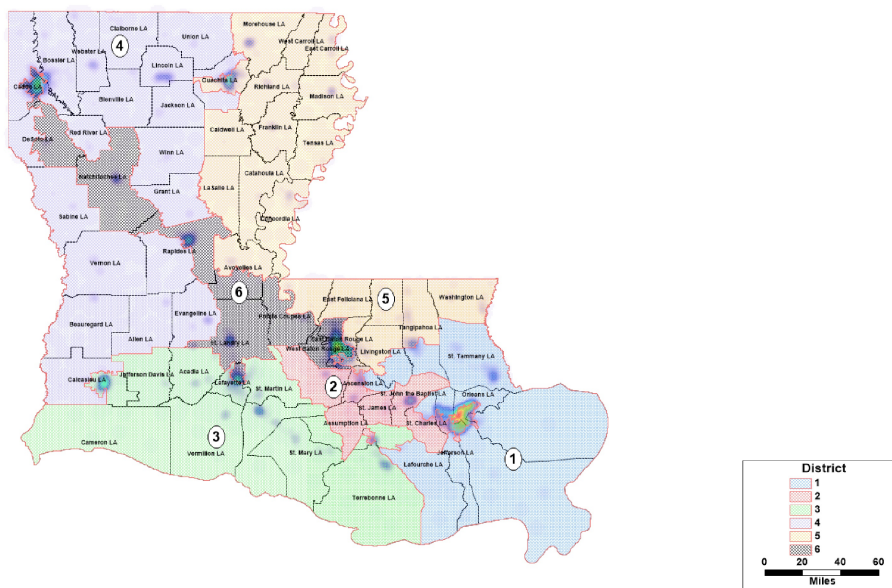 Morehouse LA
Claiborne LA
Union LA
West Carroll LA
East Carroll LA
4
Webster LA
Bossier LA
Lincoln LA
Ouachita LA
Caddo LA
Richland LA
Madison LA
Bienville LA
Jackson LA
Franklin LA
Caldwell LA
Red River LA
DeSoto LA
Tensas LA
Winn LA
Natchitoches LA
Catahoula LA
LaSalle LA
Grant LA
Sabine LA
Concordia LA
Rapides LA
Vernon LA
Avoyelles LA
6
5
East Feliciana LA
Washington LA
Pointe Coupee LA
Evangeline LA
Beauregard LA
Tangipahoa LA
Allen LA
St. Landry LA
East Baton Rouge LA
West Baton Rouge LA
Livingston LA
St. Tammany LA
Jefferson Davis LA
Acadia LA
Calcasieu LA
Lafayette LA
St. Martin LA
2
Ascension LA
St. John the Baptist LA
Orleans LA
St. James LA
Assumption LA
St. Charles LA
3
Cameron LA
Vermilion LA
St. Mary LA
Jefferson LA
Lafourche LA
1
Terrebonne LA
District
1
2
3
4
5
6
0 20 40 60
Miles